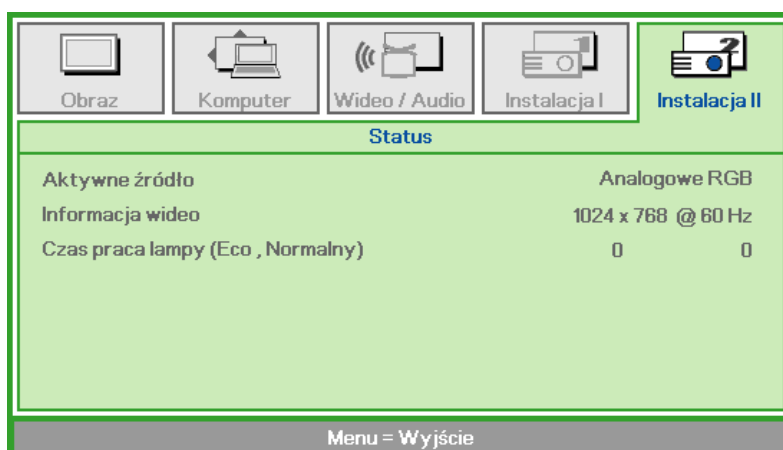 Obraz Komputer Wideo / Audio Instalacja I Instalacja II
Status
Aktywne źródło Analogowe RGB
Informacja wideo 1024 x 768 @ 60 Hz
Czas praca lampy (Eco , Normalny) 0 0
Menu = Wyjście